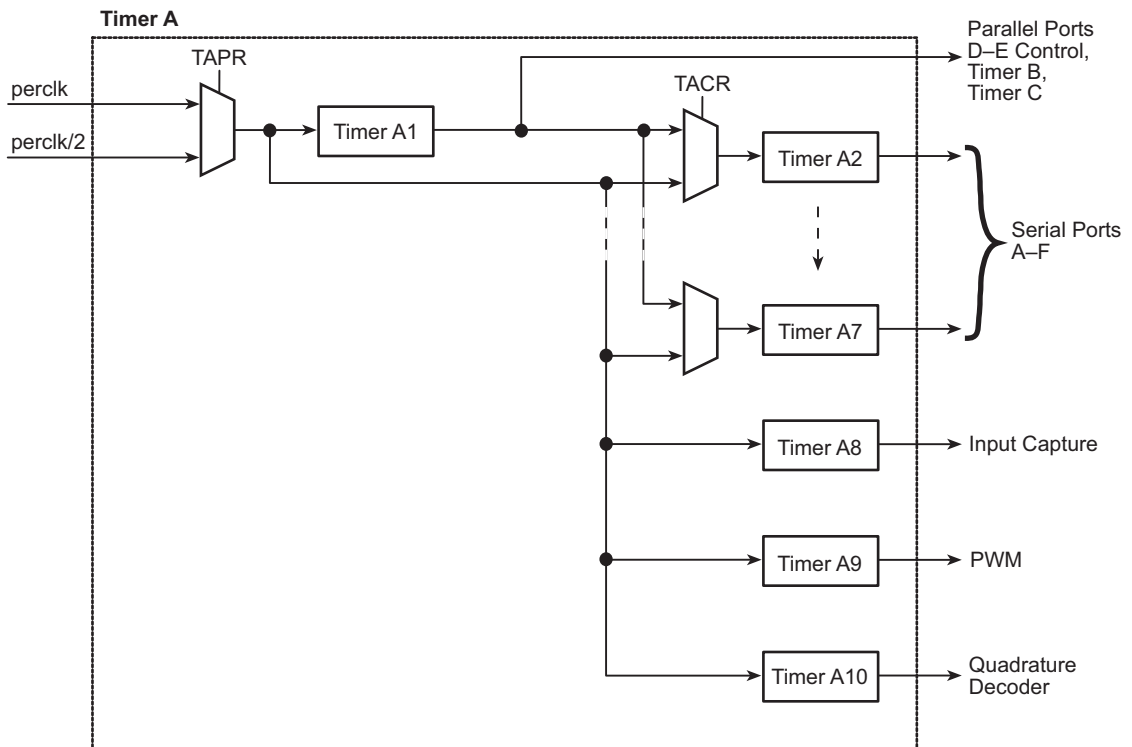 Timer A
Parallel Ports
D–E Control,
Timer B,
Timer C
TAPR
TACR
perclk
perclk/2
Timer A1
Timer A2
Serial Ports
A–F
Timer A7
Timer A8
Input Capture
Timer A9
PWM
Timer A10
Quadrature
Decoder